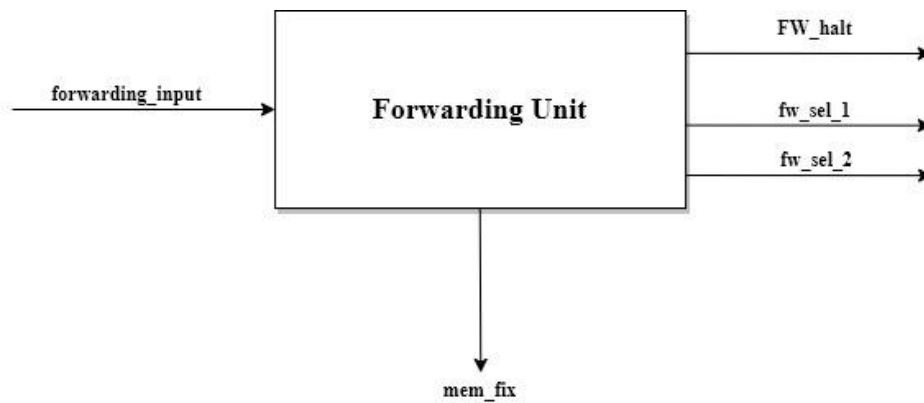 FW_halt
forwarding_input
Forwarding Unit
fw_sel_1
fw_sel_2
mem_fix